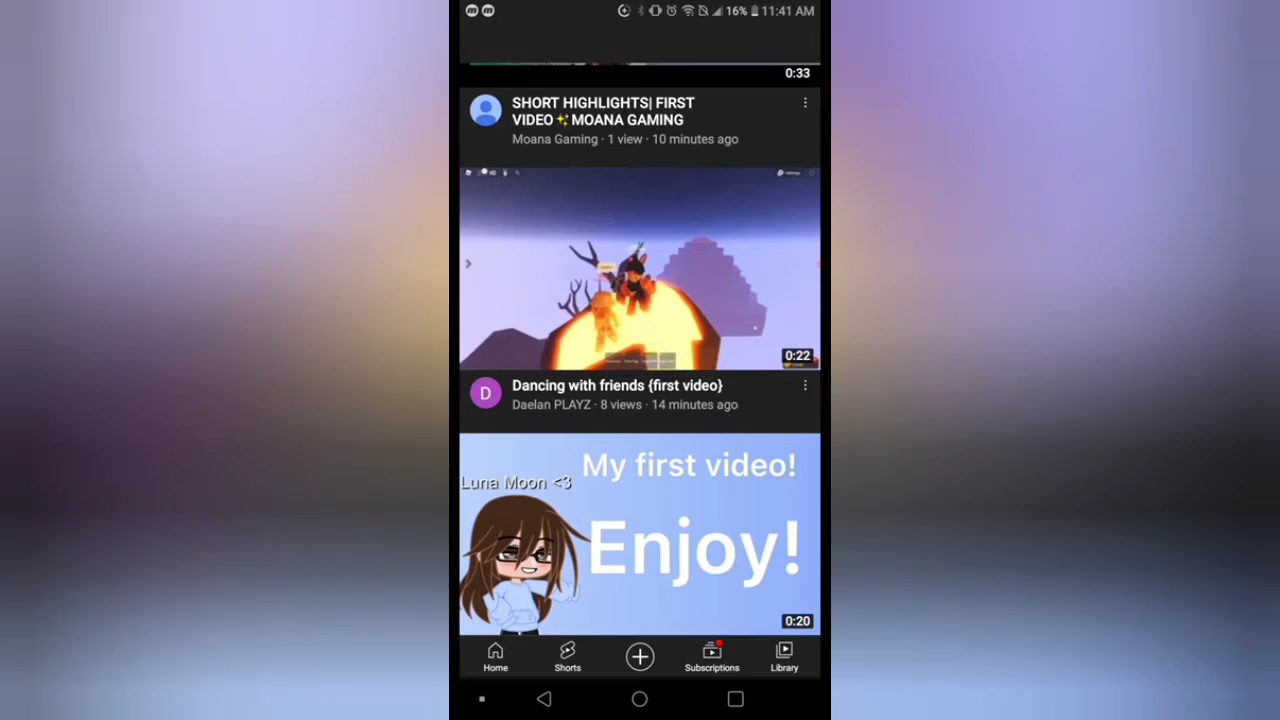 16% 11:41 AM
0:33
SHORT HIGHLIGHTS| FIRST
VIDEO✨MOANA GAMING
Moana Gaming · 1 view · 10 minutes ago
Settings
0:22
D
Dancing with friends {first video}
Daelan PLAYZ · 8 views · 14 minutes ago
My first video!
Luna Moon <3
Enjoy!
0:20
Home Shorts Subscriptions Library